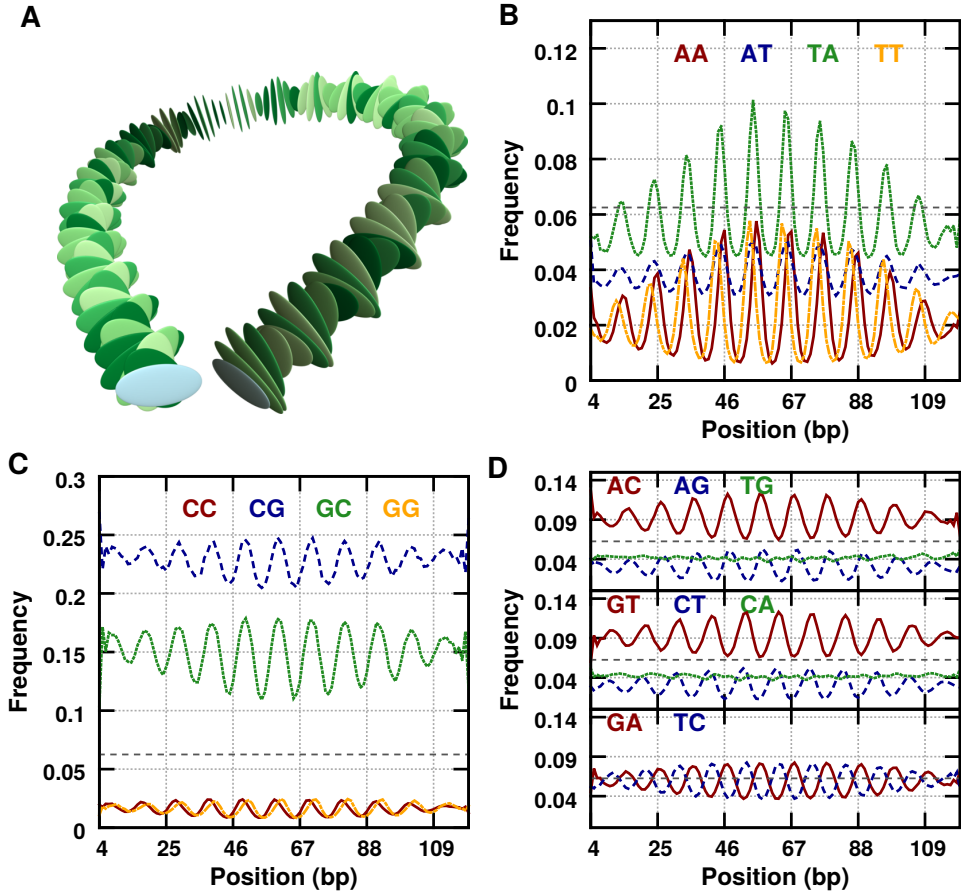 A
B
AA AT TA TT
0.12
0.1
0.08
0.06
0.04
0.02
0
Frequency
4 25 46 67 88 109
Position (bp)
C
CC CG GC GG
0.3
0.25
0.2
0.15
0.1
0.05
0
Frequency
4 25 46 67 88 109
Position (bp)
D
AC AG TG
0.14
0.09
0.04
GT CT CA
0.14
0.09
0.04
GA TC
0.14
0.09
0.04
Frequency
4 25 46 67 88 109
Position (bp)